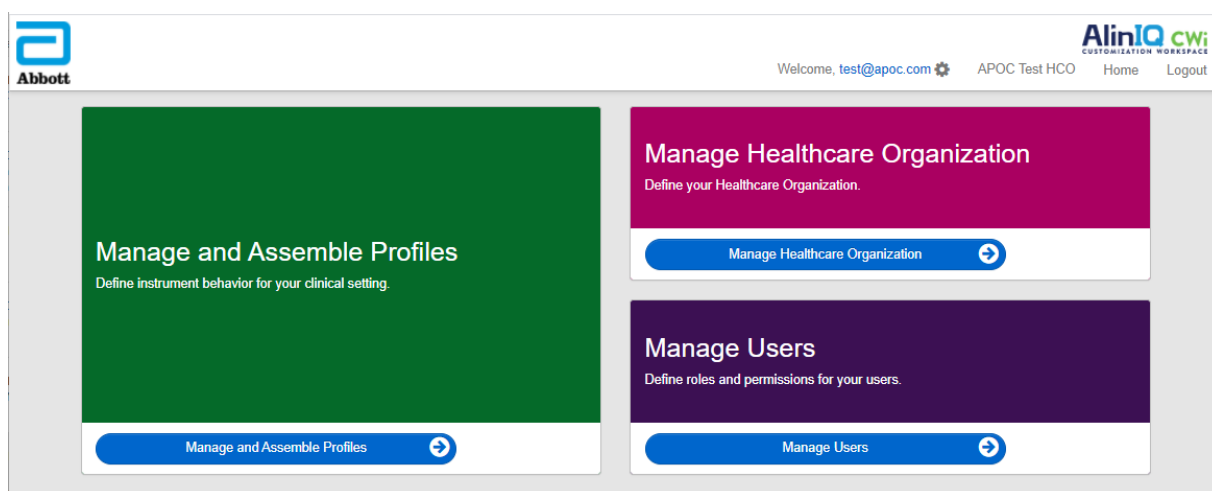 Abbott
AlinIQ CWi
CUSTOMIZATION WORKSPACE
Welcome, test@apoc.com APOC Test HCO Home Logout
Manage and Assemble Profiles
Define instrument behavior for your clinical setting.
Manage and Assemble Profiles
Manage Healthcare Organization
Define your Healthcare Organization.
Manage Healthcare Organization
Manage Users
Define roles and permissions for your users.
Manage Users